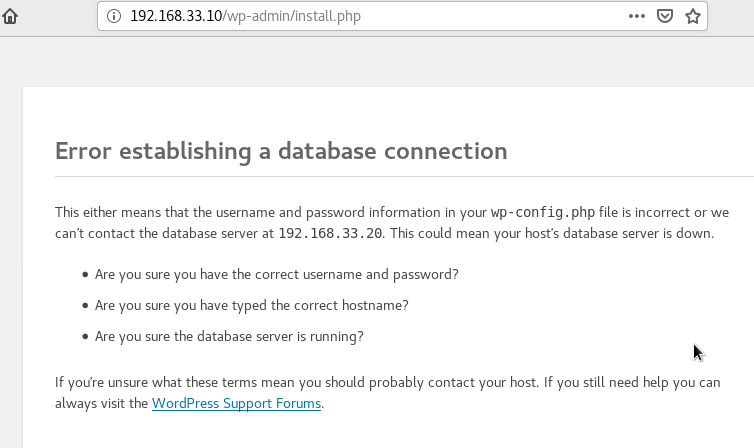 192.168.33.10/wp-admin/install.php
Error establishing a database connection
This either means that the username and password information in your wp-config.php file is incorrect or we
can't contact the database server at 192.168.33.20. This could mean your host's database server is down.
• Are you sure you have the correct username and password?
• Are you sure you have typed the correct hostname?
• Are you sure the database server is running?
If you're unsure what these terms mean you should probably contact your host. If you still need help you can
always visit the WordPress Support Forums.